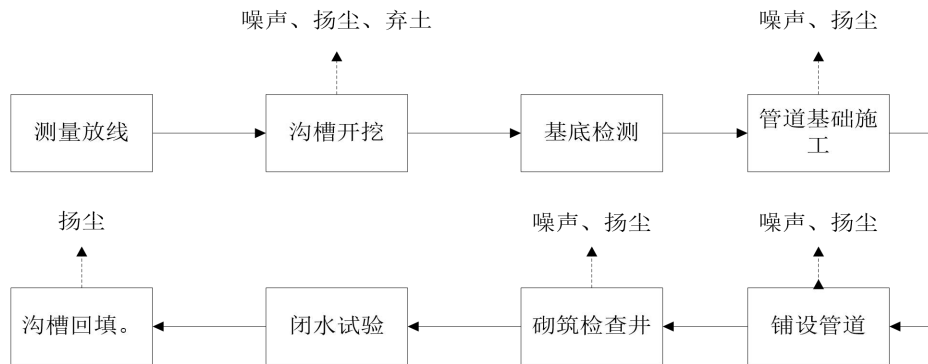 噪声、扬尘、弃土
噪声、扬尘
测量放线
沟槽开挖
基底检测
管道基础施
工
扬尘
噪声、扬尘
噪声、扬尘
沟槽回填。
闭水试验
砌筑检查井
铺设管道